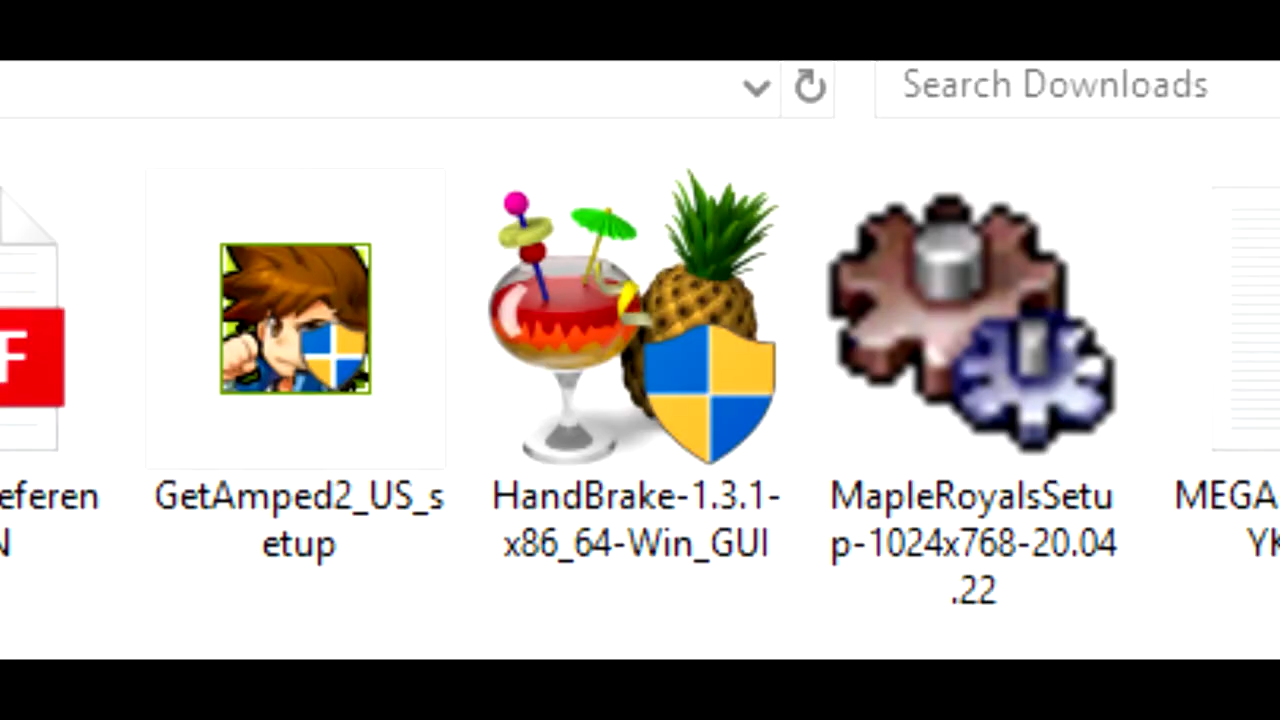 Search Downloads
F
eferen
N
GetAmped2_US_s
etup
HandBrake-1.3.1-
x86_64-Win_GUI
MapleRoyalsSetu
p-1024x768-20.04
.22
MEGA
YK